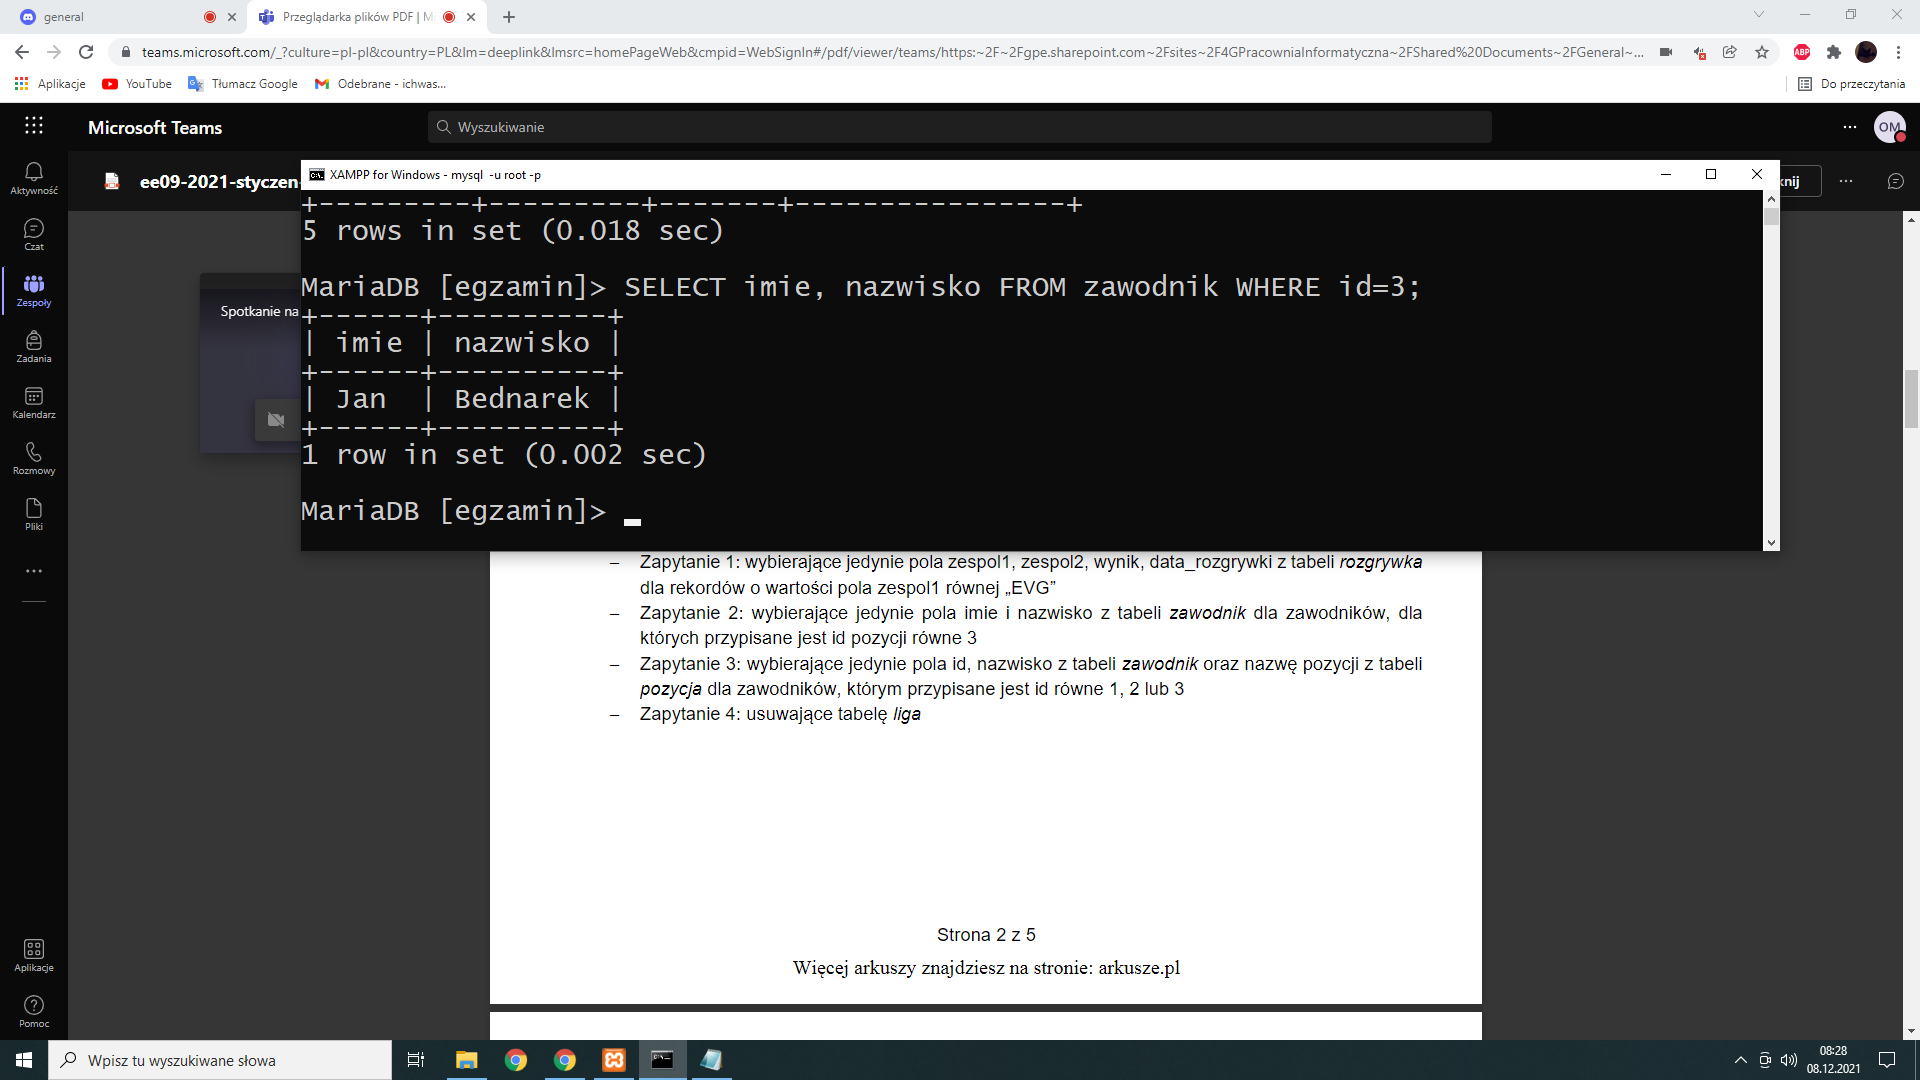 general
Przeglądarka plików PDF | M
teams.microsoft.com/_?culture=pl-pl&country=PL&lm=deeplink&lmsrc=homePageWeb&cmpid=WebSignIn#/pdf/viewer/teams/https:~2F~2Fgpe.sharepoint.com~2Fsites~2F4GPracowniaInformatyczna~2FShared%20Documents~2FGeneral~...
ABP
Aplikacje
YouTube
Tłumacz Google
Odebrane - ichwas...
Do przeczytania
Microsoft Teams
Wyszukiwanie
OM
Aktywność
Czat
Zespoły
Zadania
Kalendarz
Rozmowy
Pliki
Aplikacje
Pomoc
ee09-2021-styczen-
knij
Spotkanie na
XAMPP for Windows - mysql -u root -p
+---------+---------+-------+----------------+
5 rows in set (0.018 sec)
MariaDB [egzamin]> SELECT imie, nazwisko FROM zawodnik WHERE id=3;
+------+----------+
| imie | nazwisko |
+------+----------+
| Jan  | Bednarek |
+------+----------+
1 row in set (0.002 sec)
MariaDB [egzamin]> _
– Zapytanie 1: wybierające jedynie pola zespol1, zespol2, wynik, data_rozgrywki z tabeli rozgrywka
dla rekordów o wartości pola zespol1 równej „EVG”
– Zapytanie 2: wybierające jedynie pola imie i nazwisko z tabeli zawodnik dla zawodników, dla
których przypisane jest id pozycji równe 3
– Zapytanie 3: wybierające jedynie pola id, nazwisko z tabeli zawodnik oraz nazwę pozycji z tabeli
pozycja dla zawodników, którym przypisane jest id równe 1, 2 lub 3
– Zapytanie 4: usuwające tabelę liga
Strona 2 z 5
Więcej arkuszy znajdziesz na stronie: arkusze.pl
Wpisz tu wyszukiwane słowa
08:28
08.12.2021